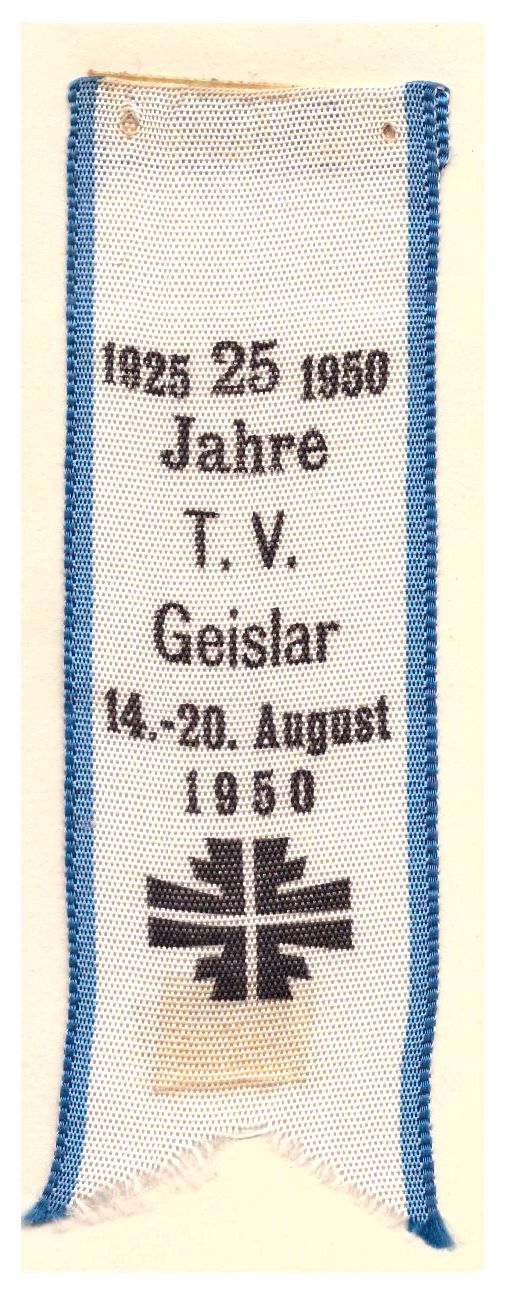 1925 25 1950
Jahre
T. V.
Geislar
14.-20. August
1950